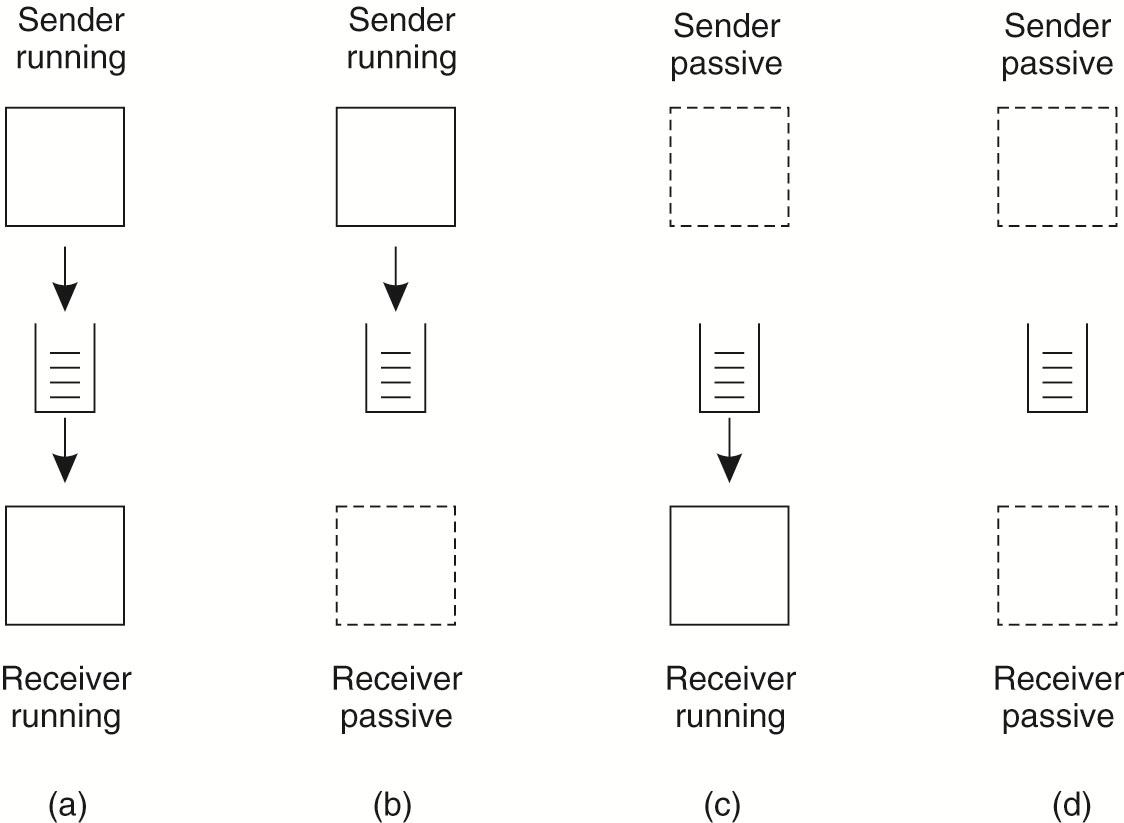 Sender
running
Sender
running
Sender
passive
Sender
passive
Receiver
running
Receiver
passive
Receiver
running
Receiver
passive
(a)
(b)
(c)
(d)